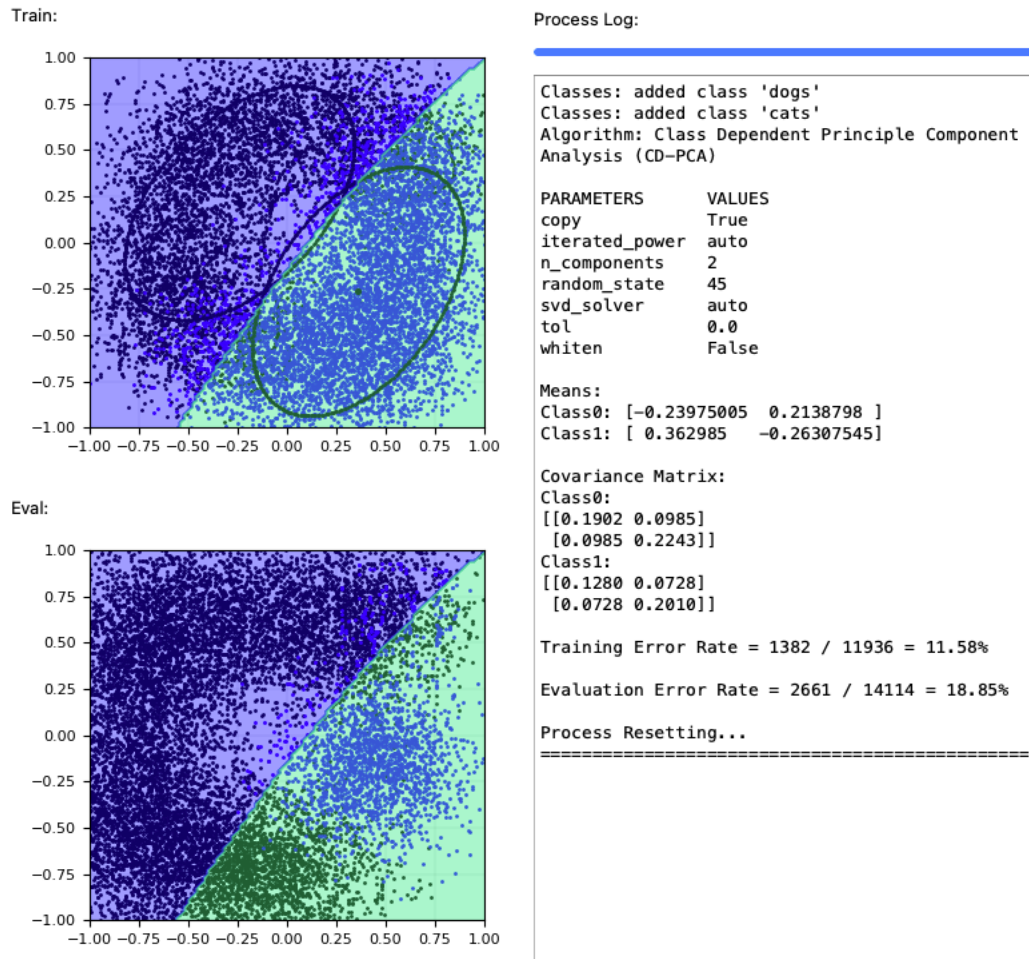 Train:
1.00
0.75
0.50
0.25
0.00
−0.25
−0.50
−0.75
−1.00
−1.00 −0.75 −0.50 −0.25 0.00 0.25 0.50 0.75 1.00
Eval:
1.00
0.75
0.50
0.25
0.00
−0.25
−0.50
−0.75
−1.00
−1.00 −0.75 −0.50 −0.25 0.00 0.25 0.50 0.75 1.00
Process Log:
Classes: added class 'dogs'
Classes: added class 'cats'
Algorithm: Class Dependent Principle Component
Analysis (CD-PCA)
PARAMETERS VALUES
copy True
iterated_power auto
n_components 2
random_state 45
svd_solver auto
tol 0.0
whiten False
Means:
Class0: [-0.23975005 0.2138798 ]
Class1: [ 0.362985 -0.26307545]
Covariance Matrix:
Class0:
[[0.1902 0.0985]
[0.0985 0.2243]]
Class1:
[[0.1280 0.0728]
[0.0728 0.2010]]
Training Error Rate = 1382 / 11936 = 11.58%
Evaluation Error Rate = 2661 / 14114 = 18.85%
Process Resetting...
==============================================